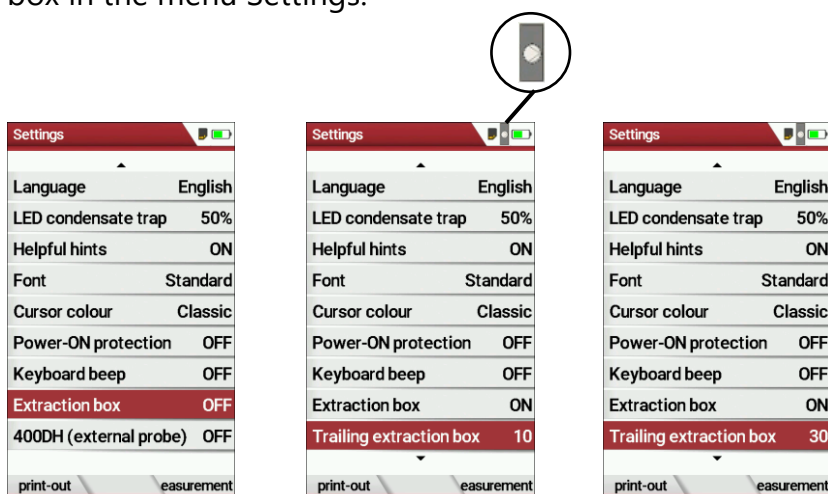 box in the menu Settings.
Settings
Language English
LED condensate trap 50%
Helpful hints ON
Font Standard
Cursor colour Classic
Power-ON protection OFF
Keyboard beep OFF
Extraction box OFF
400DH (external probe) OFF
print-out easurement
Settings
Language English
LED condensate trap 50%
Helpful hints ON
Font Standard
Cursor colour Classic
Power-ON protection OFF
Keyboard beep OFF
Extraction box ON
Trailing extraction box 10
print-out easurement
Settings
Language English
LED condensate trap 50%
Helpful hints ON
Font Standard
Cursor colour Classic
Power-ON protection OFF
Keyboard beep OFF
Extraction box ON
Trailing extraction box 30
print-out easurement